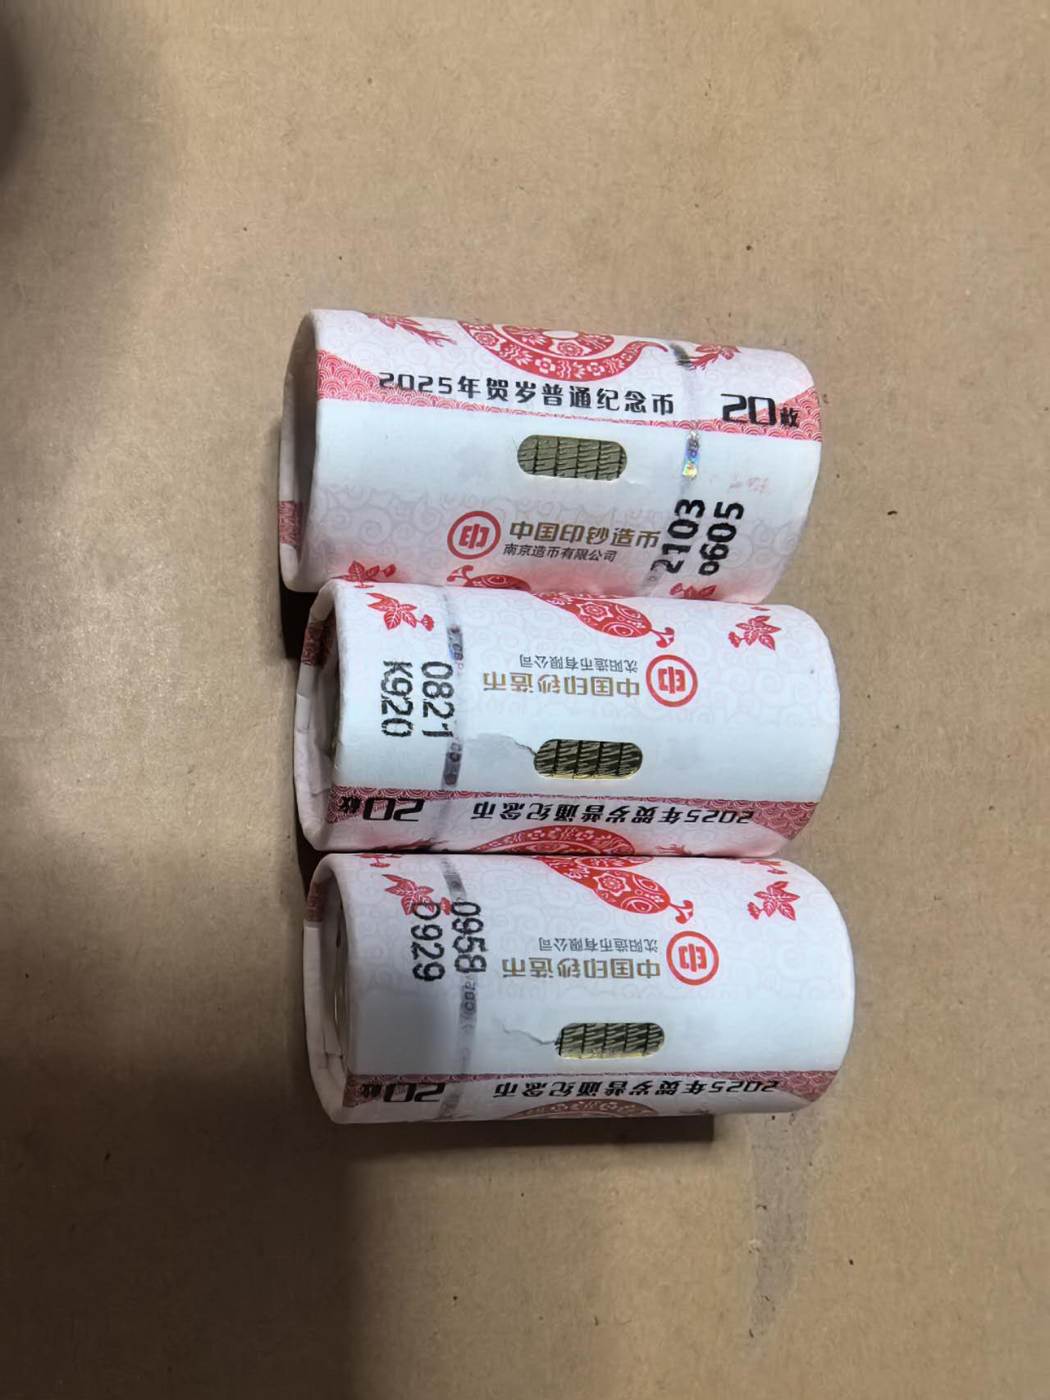 2025年贺岁普通纪念币
20枚
中国印钞造币
南京造币有限公司
2103
0605
中国印钞造币
沈阳造币有限公司
0821
K920
2025年贺岁普通纪念币
20枚
中国印钞造币
沈阳造币有限公司
0958
0929
2025年贺岁普通纪念币
20枚